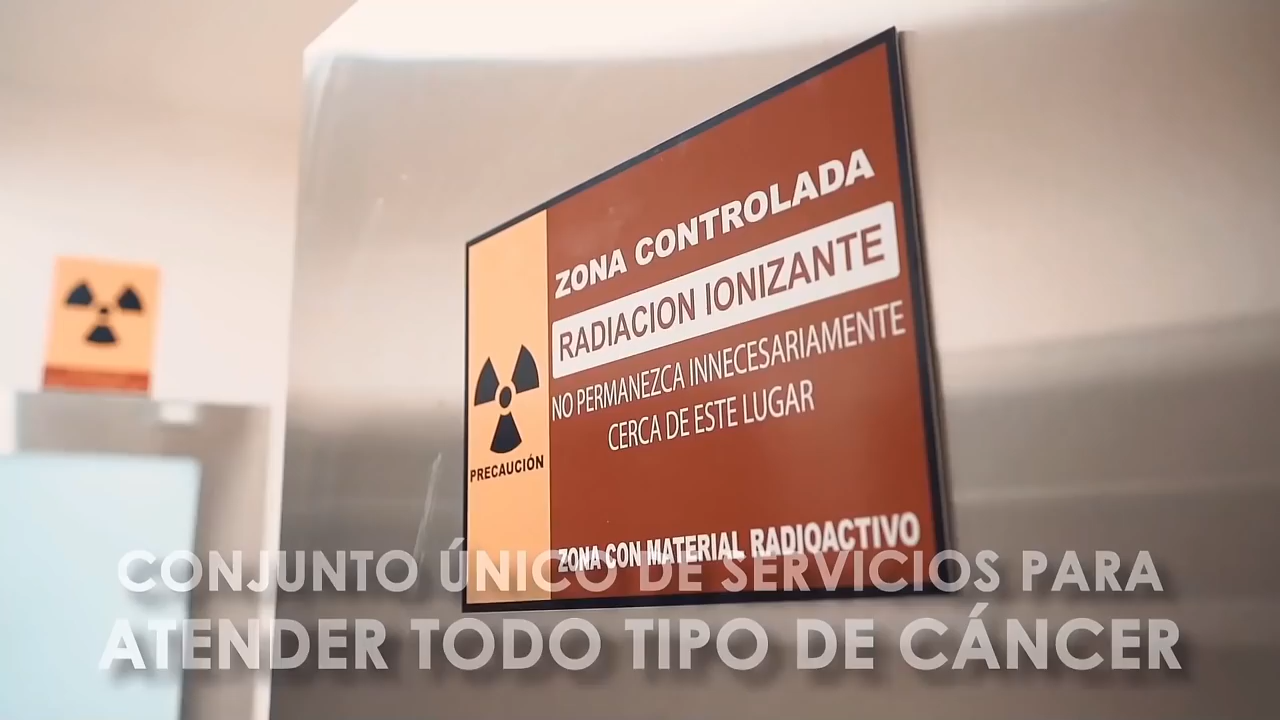 ZONA CONTROLADA
RADIACION IONIZANTE
NO PERMANEZCA INNECESARIAMENTE
CERCA DE ESTE LUGAR
PRECAUCIÓN
ZONA CON MATERIAL RADIOACTIVO
CONJUNTO ÚNICO DE SERVICIOS PARA
ATENDER TODO TIPO DE CÁNCER